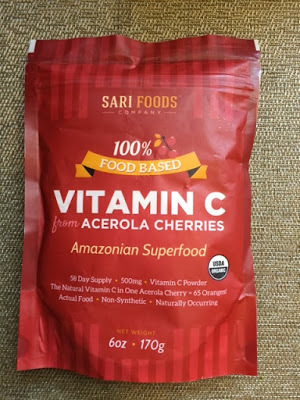 SARI FOODS
COMPANY
100%
FOOD BASED
VITAMIN C
from ACEROLA CHERRIES
Amazonian Superfood
USDA
ORGANIC
58 Day Supply • 500mg • Vitamin C Powder
The Natural Vitamin C in One Acerola Cherry = 65 Oranges!
Actual Food • Non-Synthetic • Naturally Occurring
NET WEIGHT
6oz • 170g